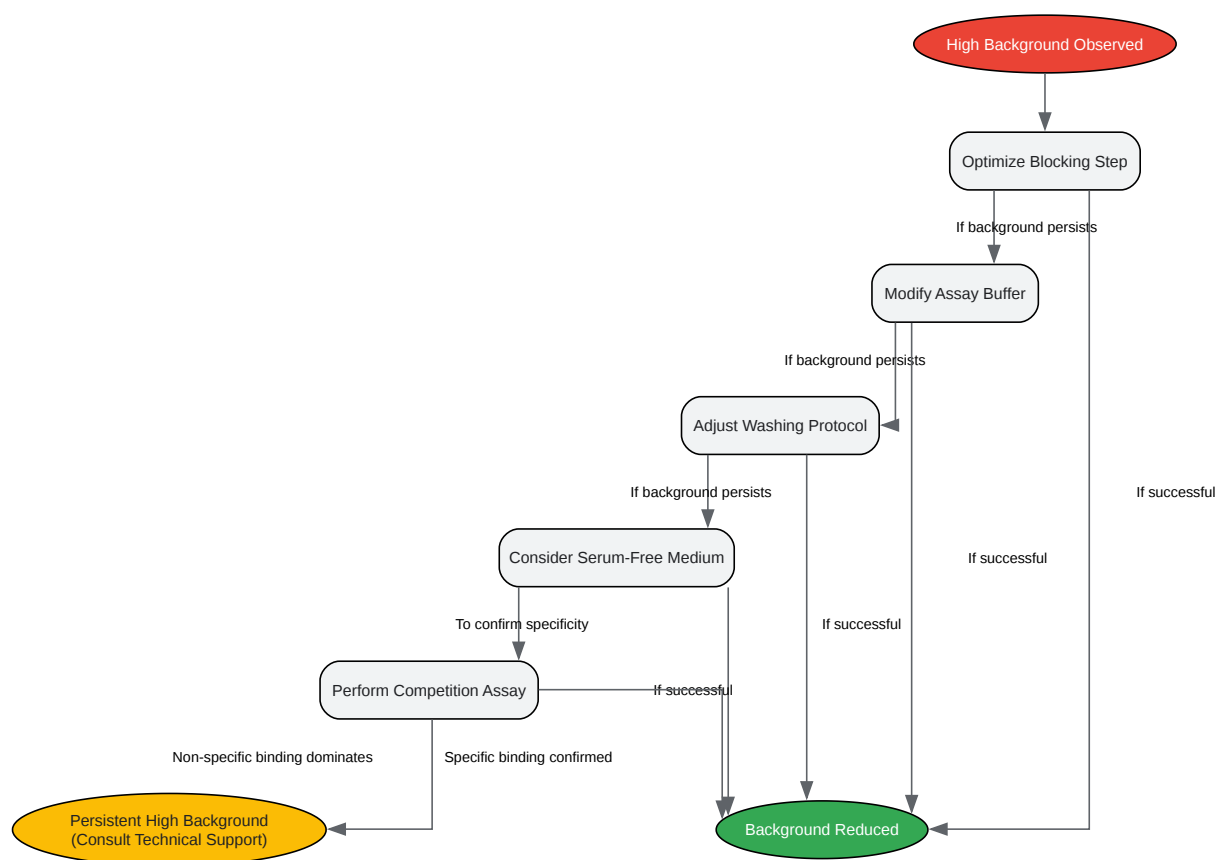 High Background Observed
Optimize Blocking Step
If background persists
Modify Assay Buffer
If background persists
Adjust Washing Protocol
If background persists
If successful
Consider Serum-Free Medium
If successful
To confirm specificity
If successful
Perform Competition Assay
If successful
Non-specific binding dominates
Specific binding confirmed
Persistent High Background
(Consult Technical Support)
Background Reduced